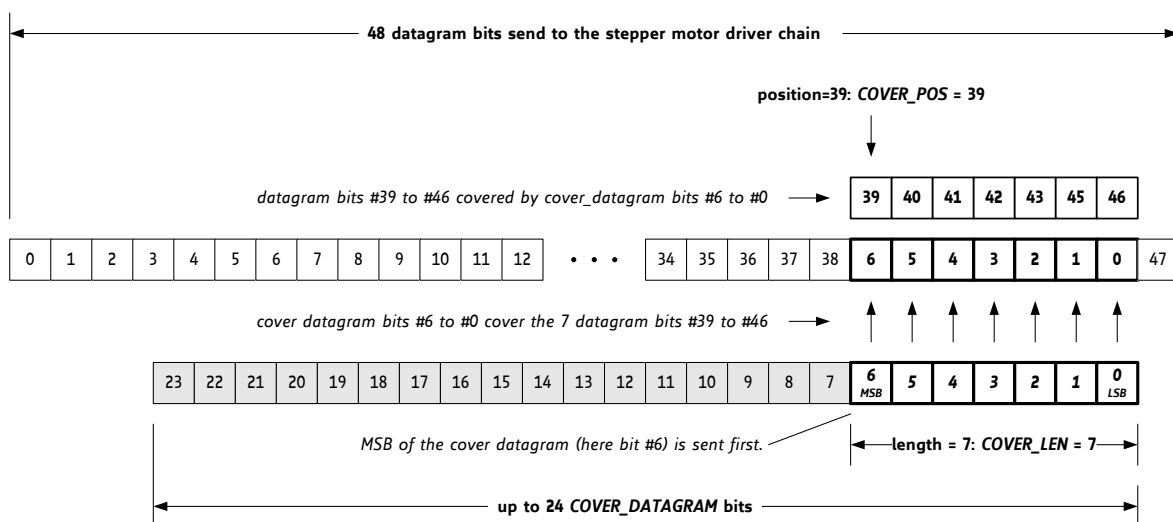 48 datagram bits send to the stepper motor driver chain
position=39: COVER_POS = 39
datagram bits #39 to #46 covered by cover_datagram bits #6 to #0
39 40 41 42 43 45 46
0 1 2 3 4 5 6 7 8 9 10 11 12 • • • 34 35 36 37 38 6 5 4 3 2 1 0 47
cover datagram bits #6 to #0 cover the 7 datagram bits #39 to #46
23 22 21 20 19 18 17 16 15 14 13 12 11 10 9 8 7 6 5 4 3 2 1 0
MSB LSB
MSB of the cover datagram (here bit #6) is sent first.
length = 7: COVER_LEN = 7
up to 24 COVER_DATAGRAM bits